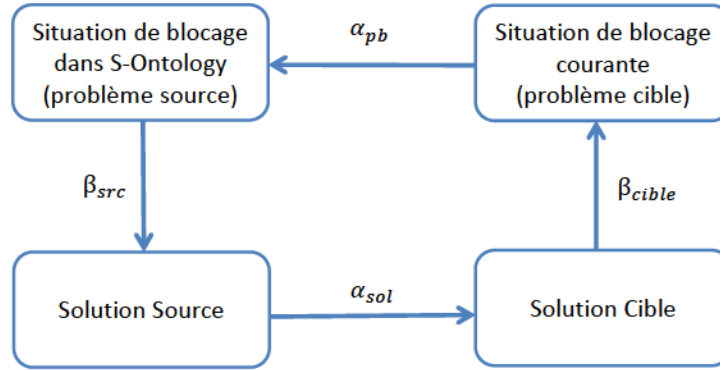 Situation de blocage
dans S-Ontology
(problème source)
α_pb
Situation de blocage
courante
(problème cible)
β_src
β_cible
Solution Source
α_sol
Solution Cible